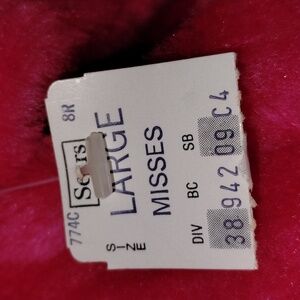 774C Sears 8R
SIZE LARGE
MISSES
DIV BC SB
38 942 09 C4